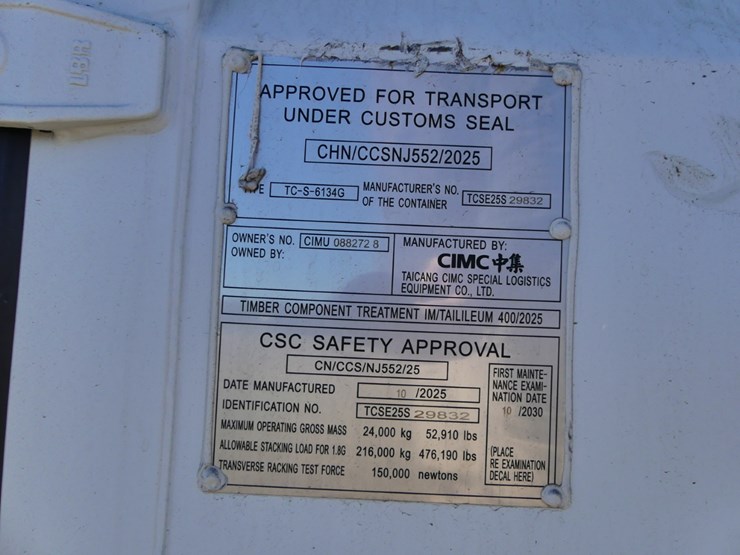 APPROVED FOR TRANSPORT
UNDER CUSTOMS SEAL
CHN/CCSNJ552/2025
TC-S-6134G
MANUFACTURER'S NO.
OF THE CONTAINER
TCSE25S 29832
OWNER'S NO. CIMU 088272 8
OWNED BY:
MANUFACTURED BY:
CIMC中集
TAICANG CIMC SPECIAL LOGISTICS
EQUIPMENT CO., LTD.
TIMBER COMPONENT TREATMENT IM/TAILILEUM 400/2025
CSC SAFETY APPROVAL
CN/CCS/NJ552/25
DATE MANUFACTURED 10 /2025
IDENTIFICATION NO. TCSE25S 29832
MAXIMUM OPERATING GROSS MASS 24,000 kg 52,910 lbs
ALLOWABLE STACKING LOAD FOR 1.8G 216,000 kg 476,190 lbs
TRANSVERSE RACKING TEST FORCE 150,000 newtons
FIRST MAINTE-
NANCE EXAMI-
NATION DATE
10 /2030
(PLACE
RE EXAMINATION
DECAL HERE)